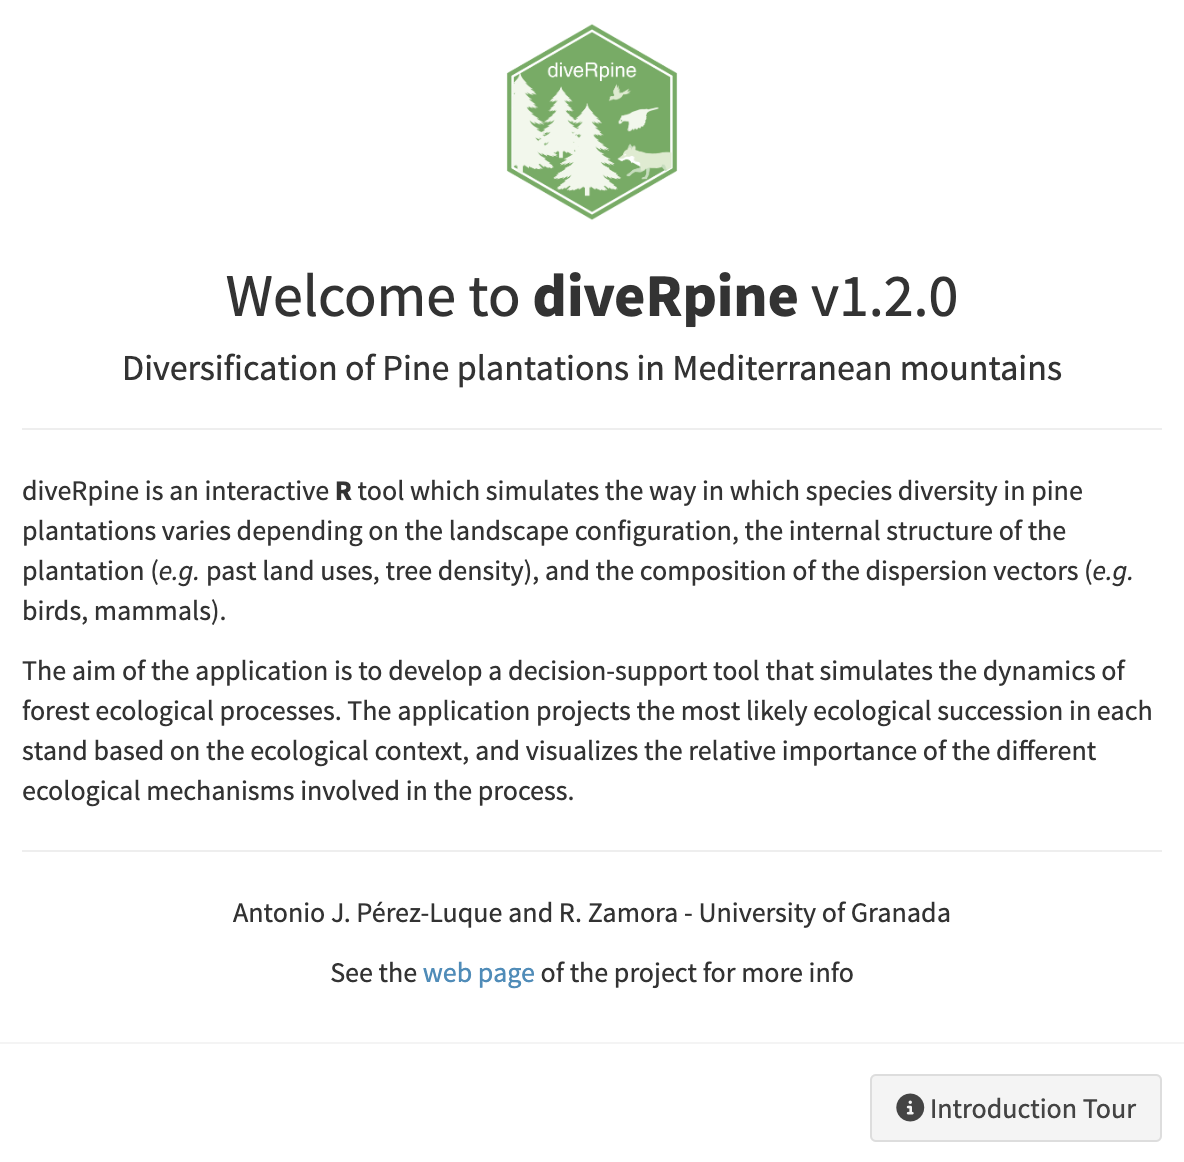 diveRpine
Welcome to diveRpine v1.2.0
Diversification of Pine plantations in Mediterranean mountains
diveRpine is an interactive R tool which simulates the way in which species diversity in pine
plantations varies depending on the landscape configuration, the internal structure of the
plantation (e.g. past land uses, tree density), and the composition of the dispersion vectors (e.g.
birds, mammals).
The aim of the application is to develop a decision-support tool that simulates the dynamics of
forest ecological processes. The application projects the most likely ecological succession in each
stand based on the ecological context, and visualizes the relative importance of the different
ecological mechanisms involved in the process.
Antonio J. Pérez-Luque and R. Zamora - University of Granada
See the web page of the project for more info
Introduction Tour